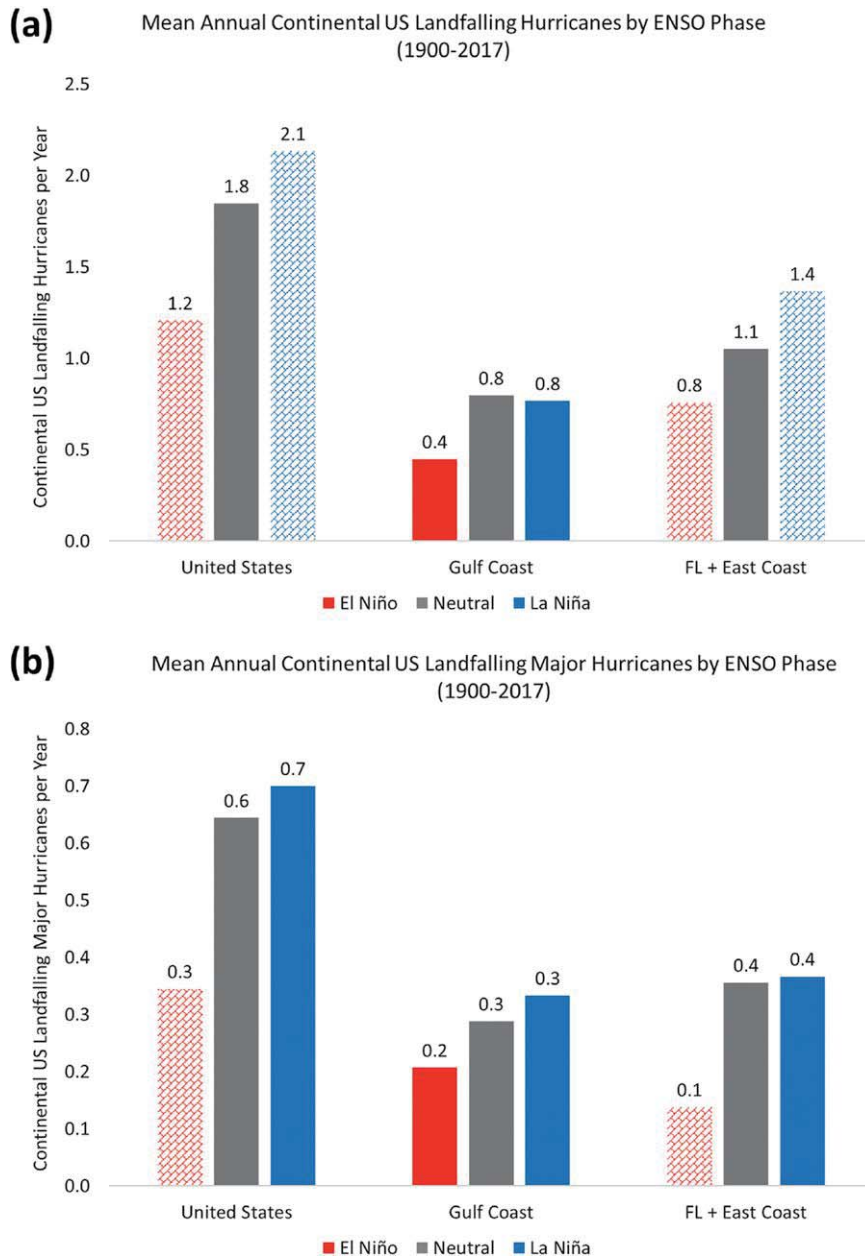 (a)
Mean Annual Continental US Landfalling Hurricanes by ENSO Phase
(1900-2017)
Continental US Landfalling Hurricanes per Year
2.5
2.0
1.5
1.0
0.5
0.0
1.2
1.8
2.1
0.4
0.8
0.8
0.8
1.1
1.4
United States
Gulf Coast
FL + East Coast
El Niño Neutral La Niña
(b)
Mean Annual Continental US Landfalling Major Hurricanes by ENSO Phase
(1900-2017)
Continental US Landfalling Major Hurricanes per Year
0.8
0.7
0.6
0.5
0.4
0.3
0.2
0.1
0.0
0.3
0.6
0.7
0.2
0.3
0.3
0.1
0.4
0.4
United States
Gulf Coast
FL + East Coast
El Niño Neutral La Niña